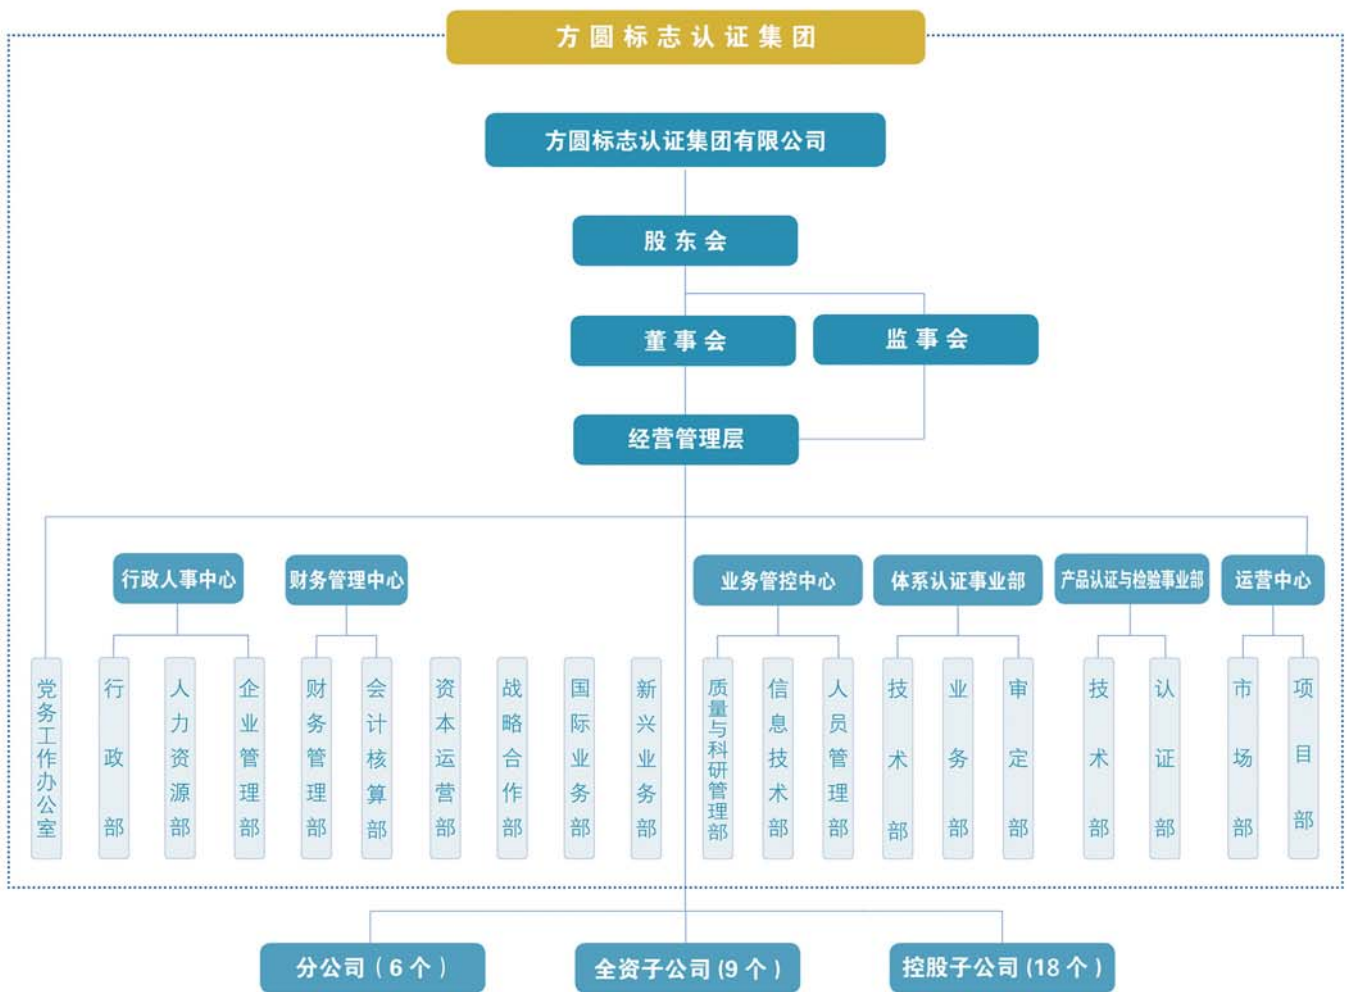 方圆标志认证集团
方圆标志认证集团有限公司
股东会
董事会
监事会
经营管理层
行政人事中心
财务管理中心
业务管控中心
体系认证事业部
产品认证与检验事业部
运营中心
党务工作办公室
行政部
人力资源部
企业管理部
财务管理部
会计核算部
资本运营部
战略合作部
国际业务部
新兴业务部
质量与科研管理部
信息技术部
人员管理部
技术部
业务部
审定部
技术部
认证部
市场部
项目部
分公司（6个）
全资子公司(9个)
控股子公司(18个)